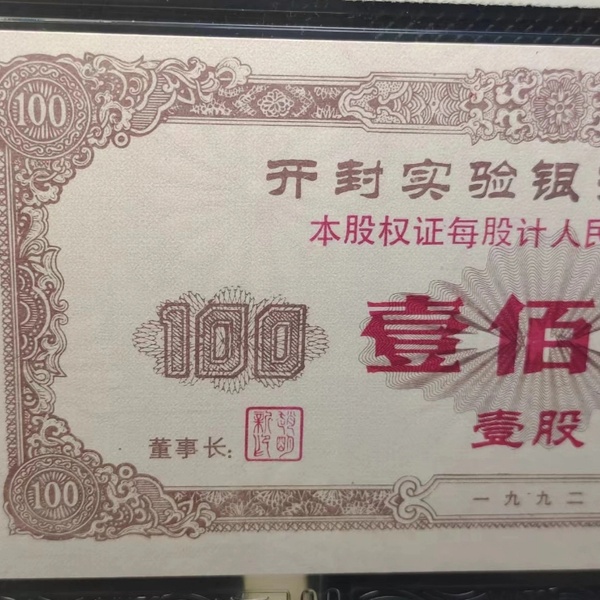 100
开封实验银
本股权证每股计人民
100
壹佰
壹股
董事长:
100
一九九二